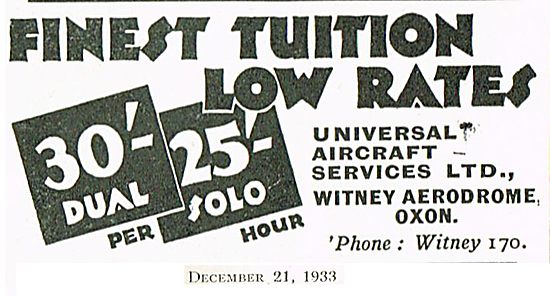 FINEST TUITION
LOW RATES
30/- DUAL
25/- SOLO
PER HOUR
UNIVERSAL
AIRCRAFT –
SERVICES LTD.,
WITNEY AERODROME,
OXON.
'Phone : Witney 170.
DECEMBER 21, 1933